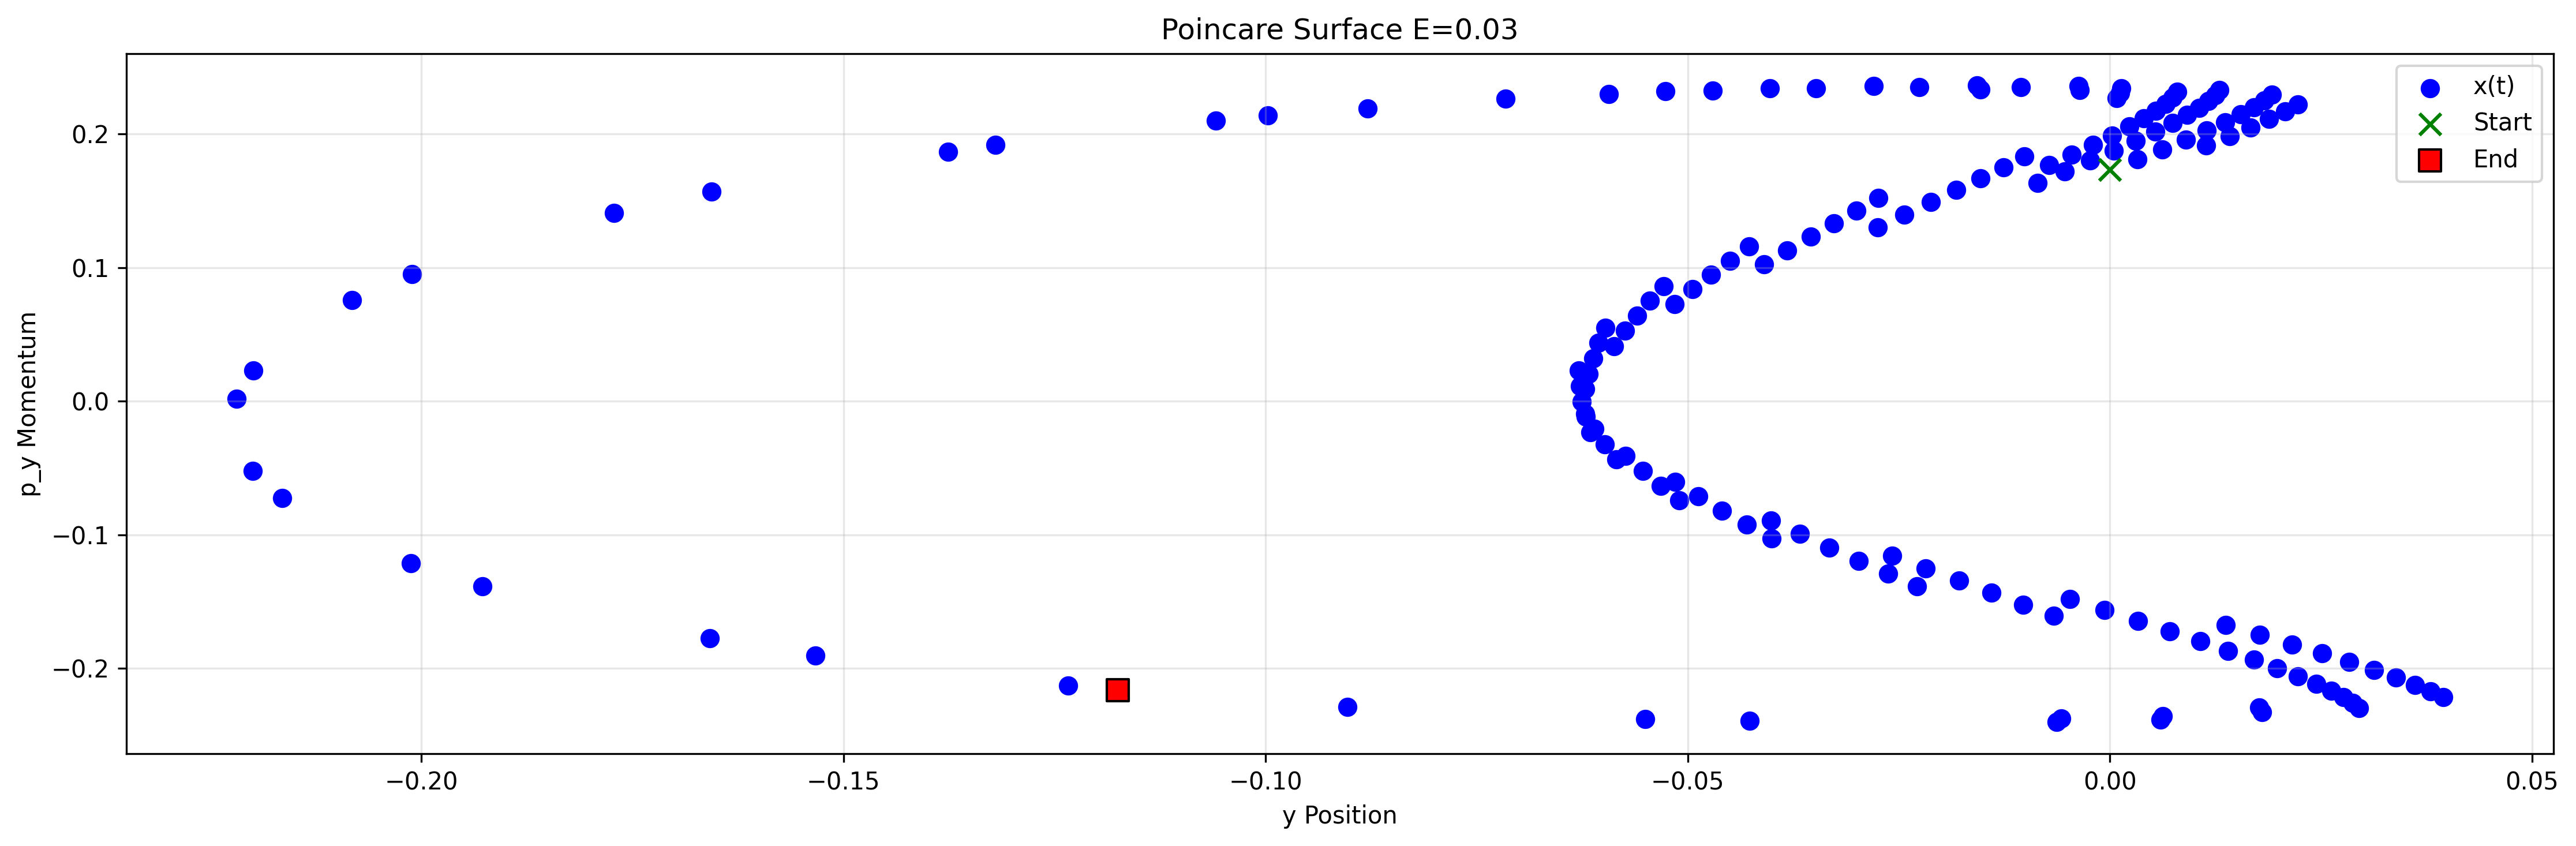 Poincare Surface E=0.03
x(t)
Start
End
p_y Momentum
0.2
0.1
0.0
−0.1
−0.2
−0.20
−0.15
−0.10
−0.05
0.00
0.05
y Position